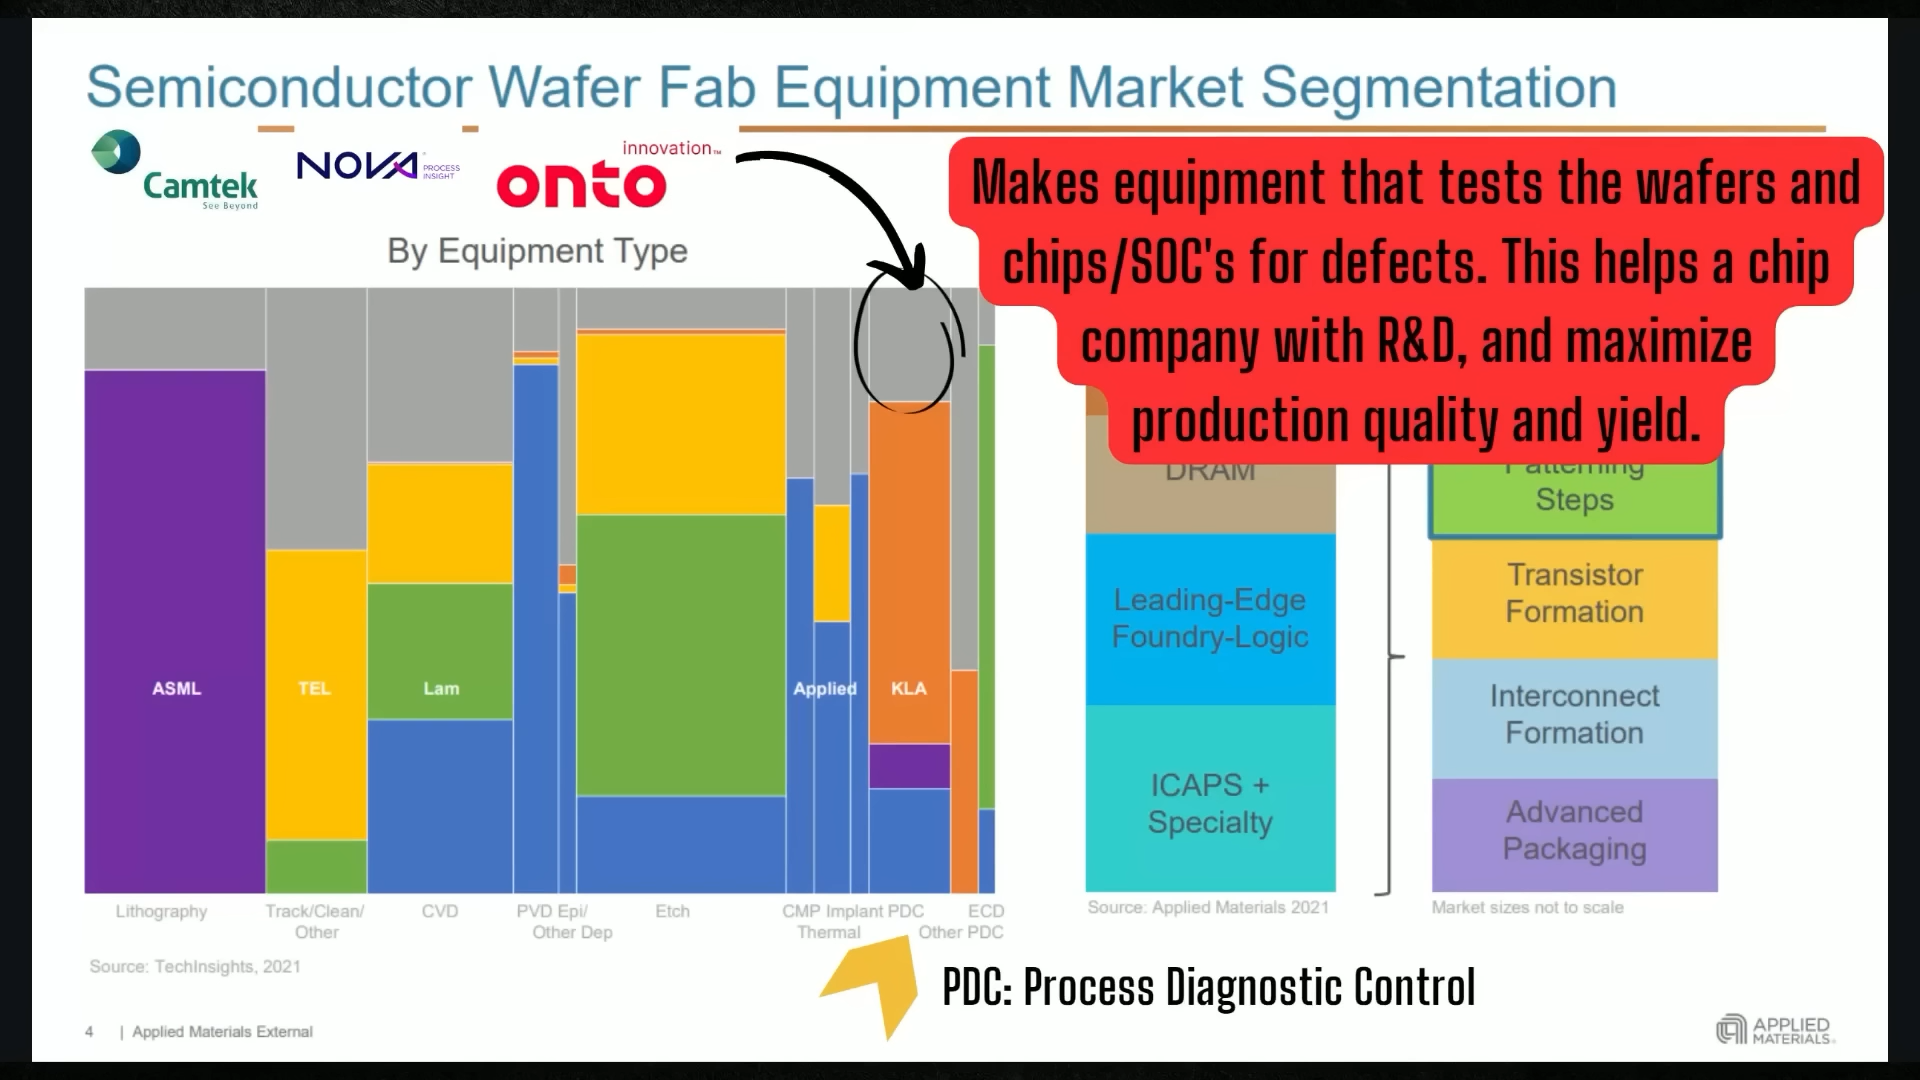 Semiconductor Wafer Fab Equipment Market Segmentation
Camtek
See Beyond
NOVA PROCESS INSIGHT
innovation™
onto
Makes equipment that tests the wafers and
chips/SOC's for defects. This helps a chip
company with R&D, and maximize
production quality and yield.
By Equipment Type
ASML
TEL
Lam
Applied
KLA
Lithography
Track/Clean/
Other
CVD
PVD Epi/
Other Dep
Etch
CMP Implant PDC
Thermal
ECD
Other PDC
Source: TechInsights, 2021
DRAM
Leading-Edge
Foundry-Logic
ICAPS +
Specialty
Source: Applied Materials 2021
Patterning
Steps
Transistor
Formation
Interconnect
Formation
Advanced
Packaging
Market sizes not to scale
PDC: Process Diagnostic Control
4 | Applied Materials External
APPLIED
MATERIALS